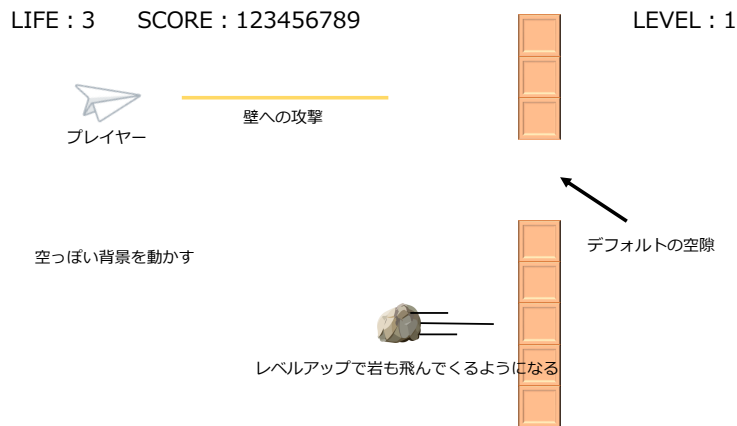 LIFE：3 SCORE：123456789 LEVEL：1
壁への攻撃
プレイヤー
デフォルトの空隙
空っぽい背景を動かす
レベルアップで岩も飛んでくるようになる